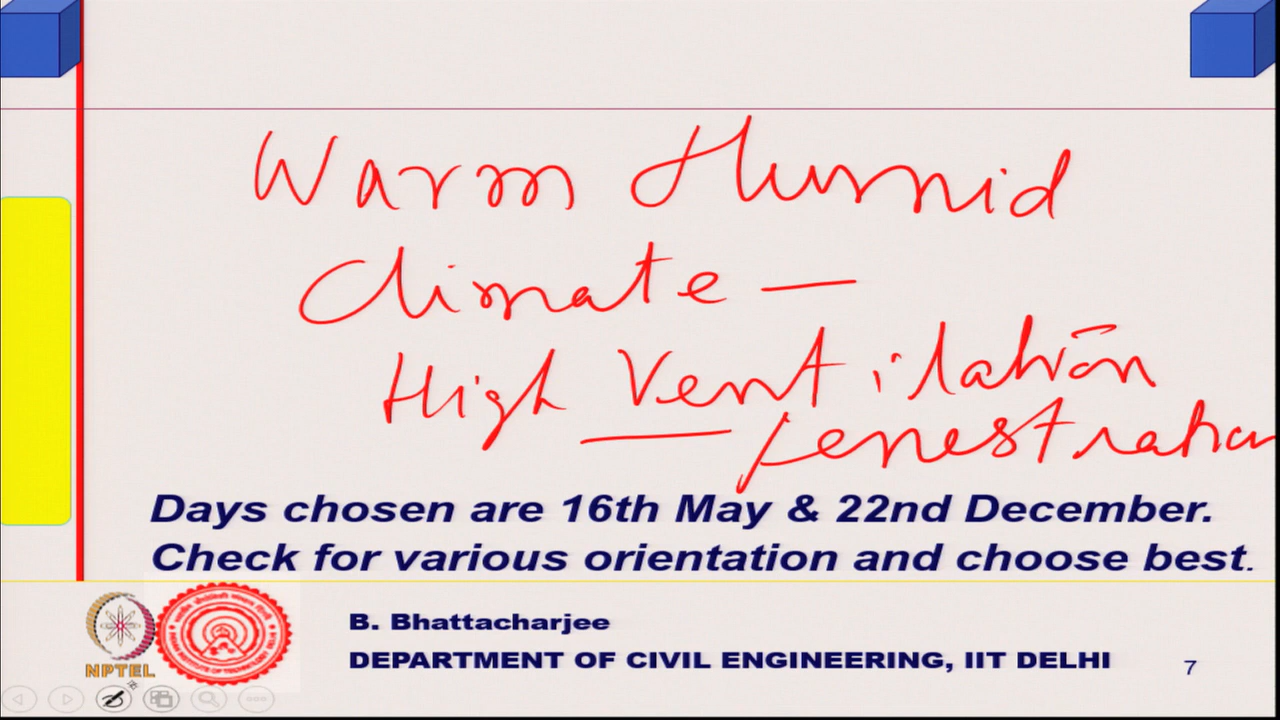 Warm Humid
Climate —
High Ventilation
— fenestration
Days chosen are 16th May & 22nd December.
Check for various orientation and choose best.
B. Bhattacharjee
DEPARTMENT OF CIVIL ENGINEERING, IIT DELHI
7
NPTEL